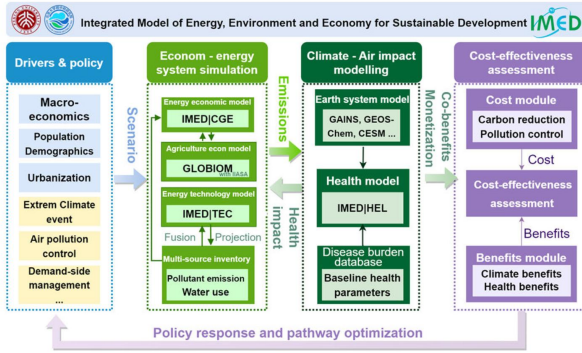 Integrated Model of Energy, Environment and Economy for Sustainable Development
IMED
Drivers & policy
Macro-
economics
Population
Demographics
Urbanization
Extrem Climate
event
Air pollution
control
Demand-side
management
...
Scenario
Econom - energy
system simulation
Energy economic model
IMED|CGE
Agriculture econ model
GLOBIOM
with IIASA
Energy technology model
IMED|TEC
Fusion
Projection
Multi-source inventory
Pollutant emission
Water use
Emissions
Health
impact
Climate - Air impact
modelling
Earth system model
GAINS, GEOS-
Chem, CESM ...
Health model
IMED|HEL
Disease burden
database
Baseline health
parameters
Co-benefits
Monetization
Cost-effectiveness
assessment
Cost module
Carbon reduction
Pollution control
Cost
Cost-effectiveness
assessment
Benefits
Benefits module
Climate benefits
Health benefits
Policy response and pathway optimization